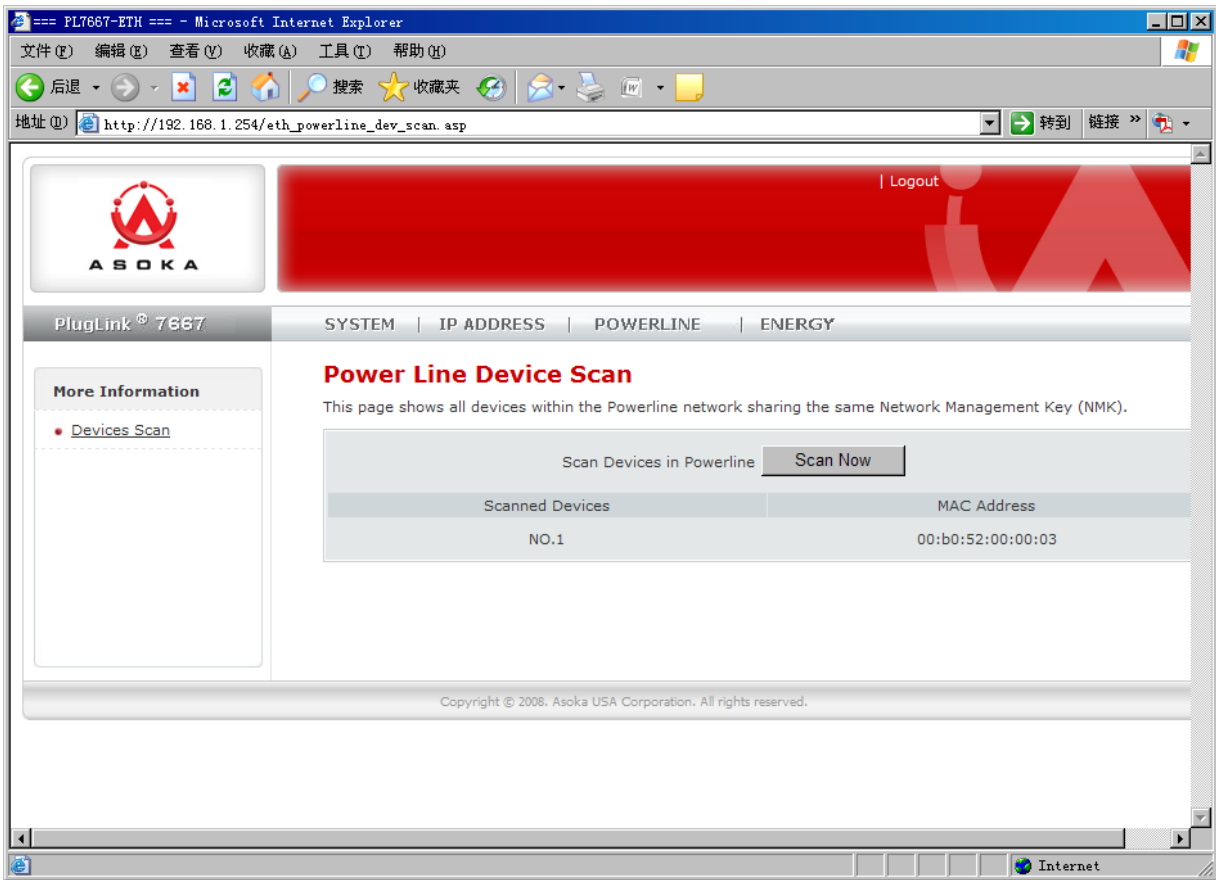 === PL7667-ETH === - Microsoft Internet Explorer
文件(F) 编辑(E) 查看(V) 收藏(A) 工具(T) 帮助(H)
后退 搜索 收藏夹
地址(D) http://192.168.1.254/eth_powerline_dev_scan.asp 转到 链接 »
| Logout
ASOKA
PlugLink ® 7667 SYSTEM | IP ADDRESS | POWERLINE | ENERGY
Power Line Device Scan
More Information
This page shows all devices within the Powerline network sharing the same Network Management Key (NMK).
Devices Scan
Scan Devices in Powerline Scan Now
Scanned Devices MAC Address
NO.1 00:b0:52:00:00:03
Copyright © 2008. Asoka USA Corporation. All rights reserved.
Internet